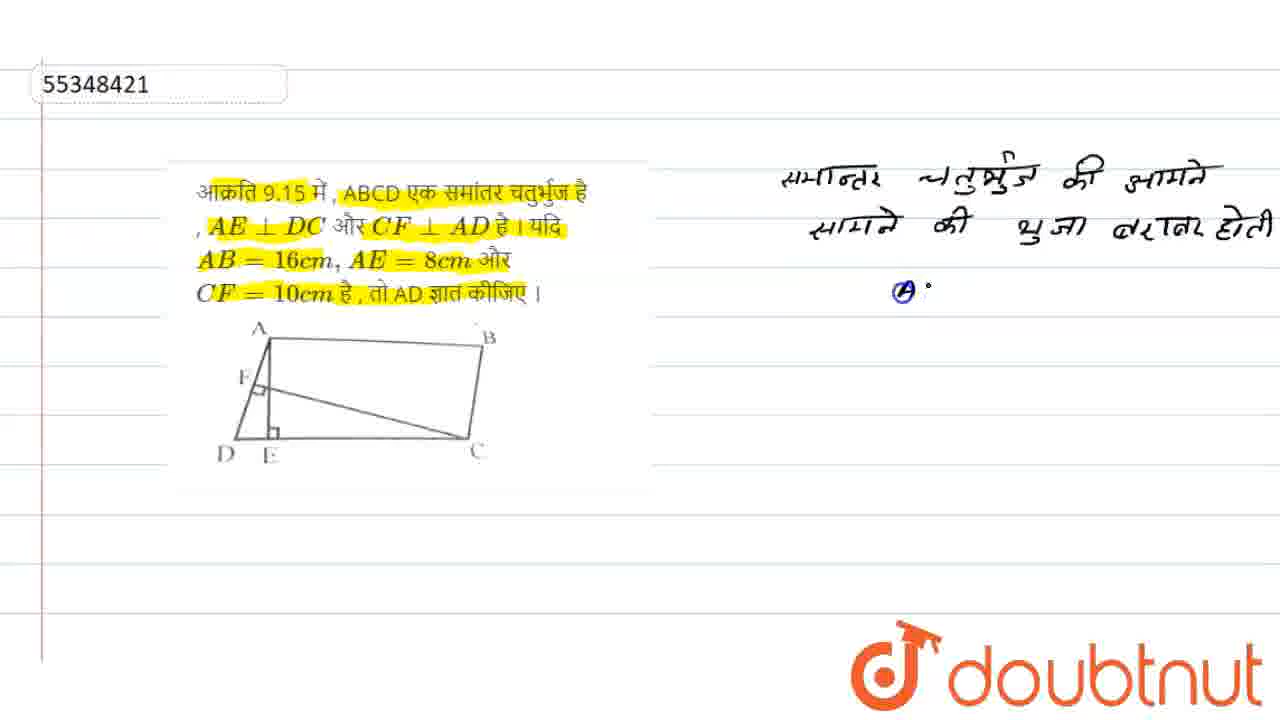 55348421
आक्रति 9.15 में , ABCD एक समांतर चतुर्भुज है
, AE ⊥ DC और CF ⊥ AD है । यदि
AB = 16cm, AE = 8cm और
CF = 10cm है , तो AD ज्ञात कीजिए ।
समान्तर चतुर्भुज की आमने
सामने की भुजा बराबर होती
A
A B
F
D E C
doubtnut